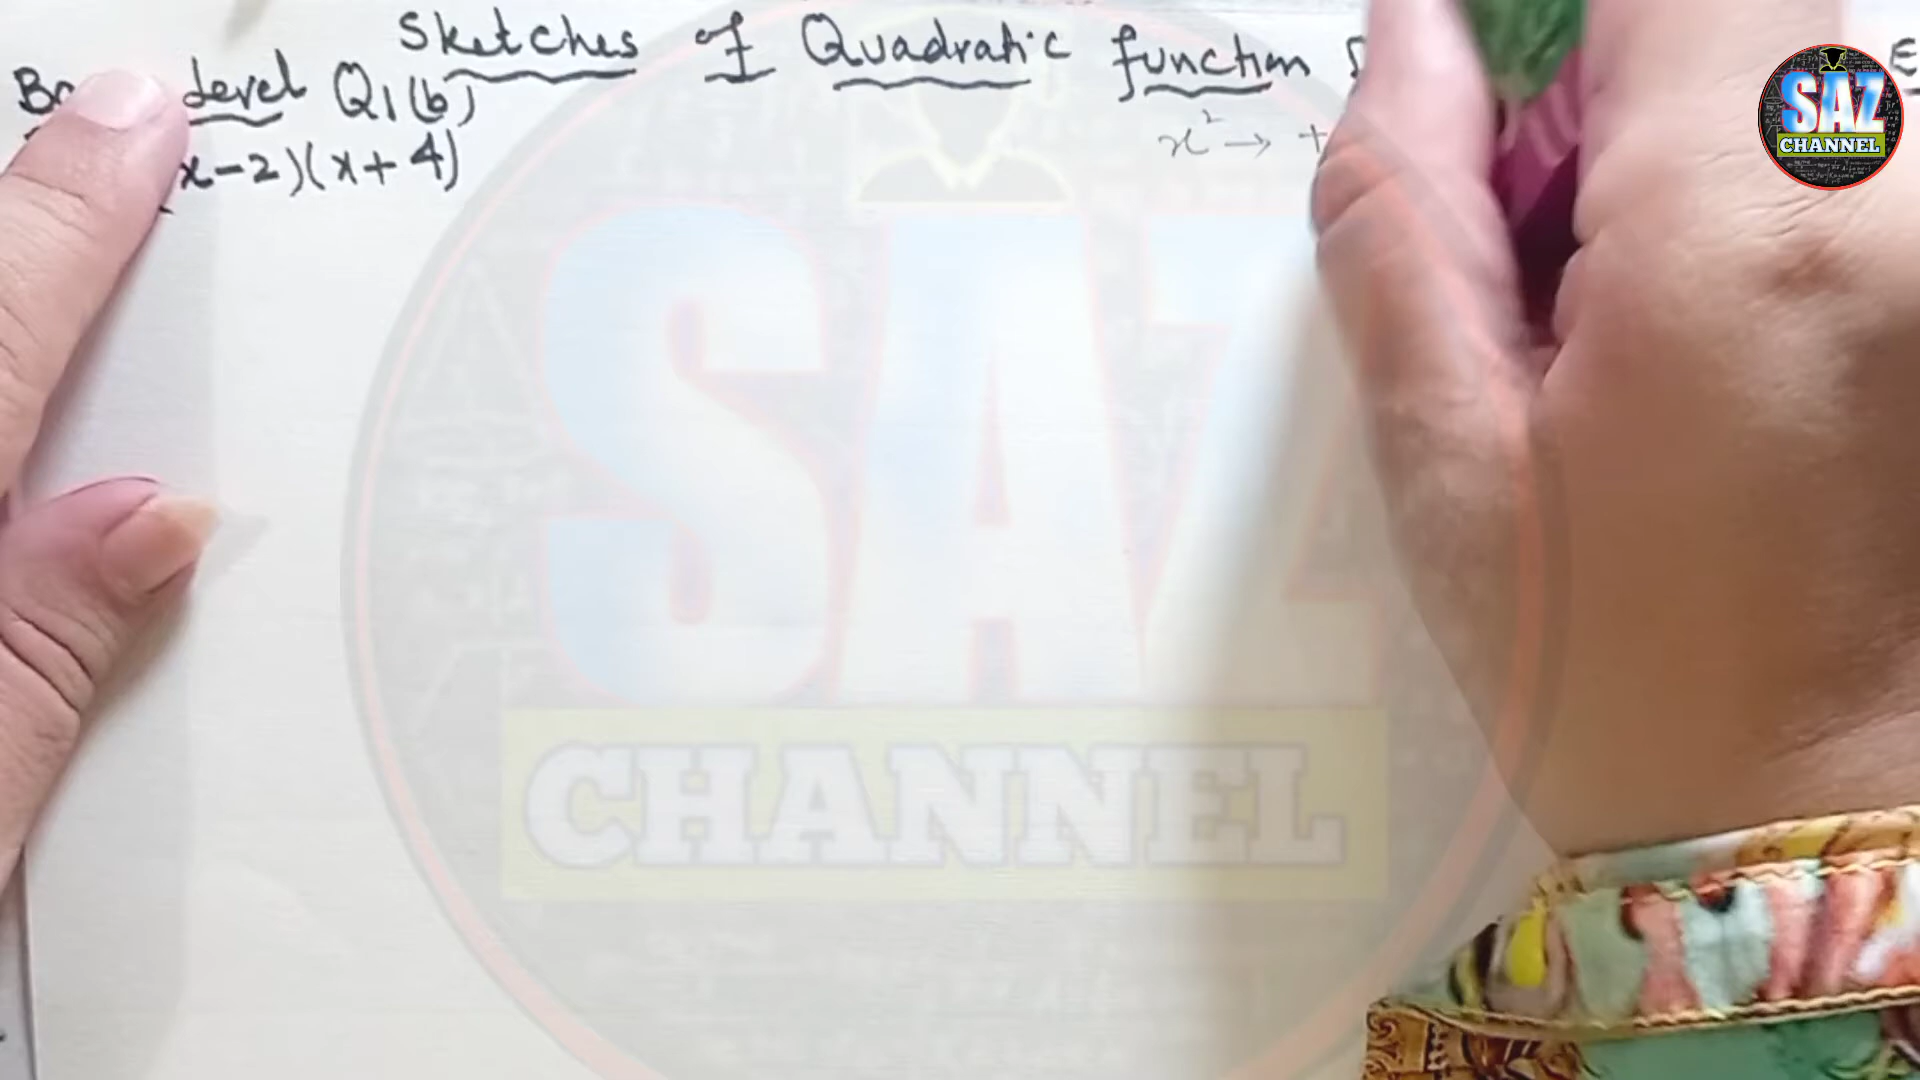 Sketches of Quadratic function
Level Q1(b)
x² → +
x-2)(x+4)
SAZ
CHANNEL
SAZ
CHANNEL